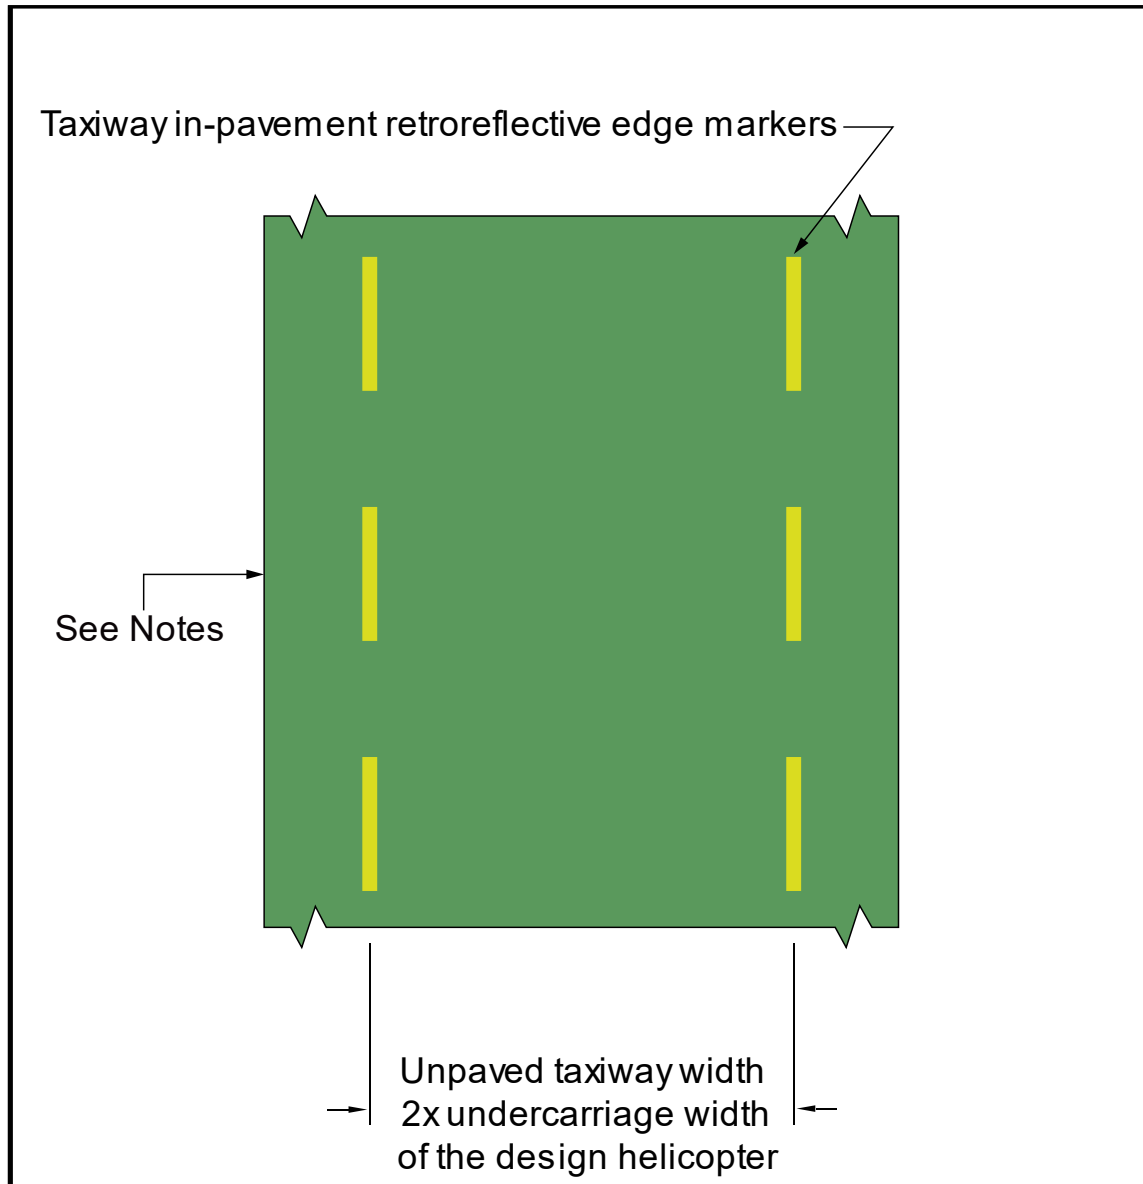 Taxiway in-pavement retroreflective edge markers
See Notes
Unpaved taxiway width
2x undercarriage width
of the design helicopter